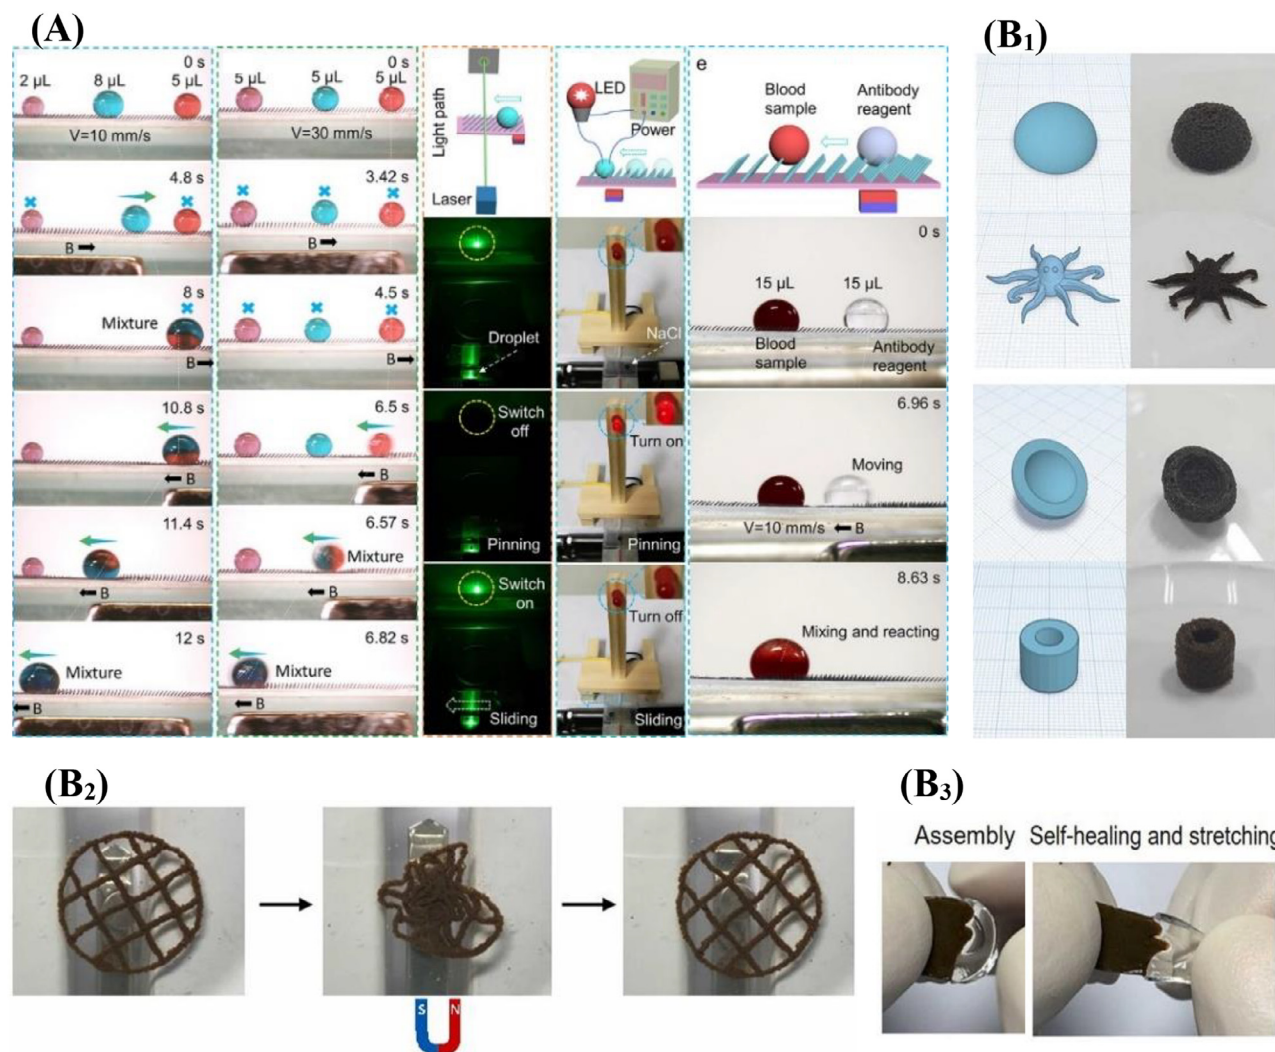 (A)
0 s
2 µL 8 µL 5 µL
V=10 mm/s
4.8 s
B
8 s
Mixture
B
10.8 s
B
11.4 s
B
12 s
Mixture
B
0 s
5 µL 5 µL 5 µL
V=30 mm/s
3.42 s
B
4.5 s
B
6.5 s
B
6.57 s
Mixture
B
6.82 s
Mixture
B
Light path
Laser
Droplet
Switch
off
Pinning
Switch
on
Sliding
LED
Power
NaCl
Turn on
Pinning
Turn off
Sliding
e
Blood
sample
Antibody
reagent
0 s
15 µL 15 µL
Blood
sample
Antibody
reagent
6.96 s
Moving
V=10 mm/s B
8.63 s
Mixing and reacting
(B1)
(B2)
S N
(B3)
Assembly
Self-healing and stretching